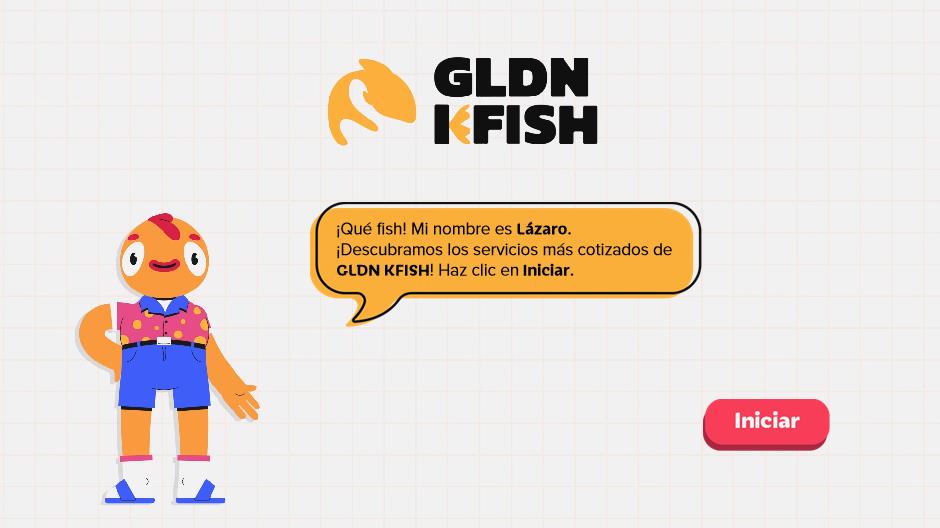 GLDN
KFISH
¡Qué fish! Mi nombre es Lázaro.
¡Descubramos los servicios más cotizados de
GLDN KFISH! Haz clic en Iniciar.
Iniciar